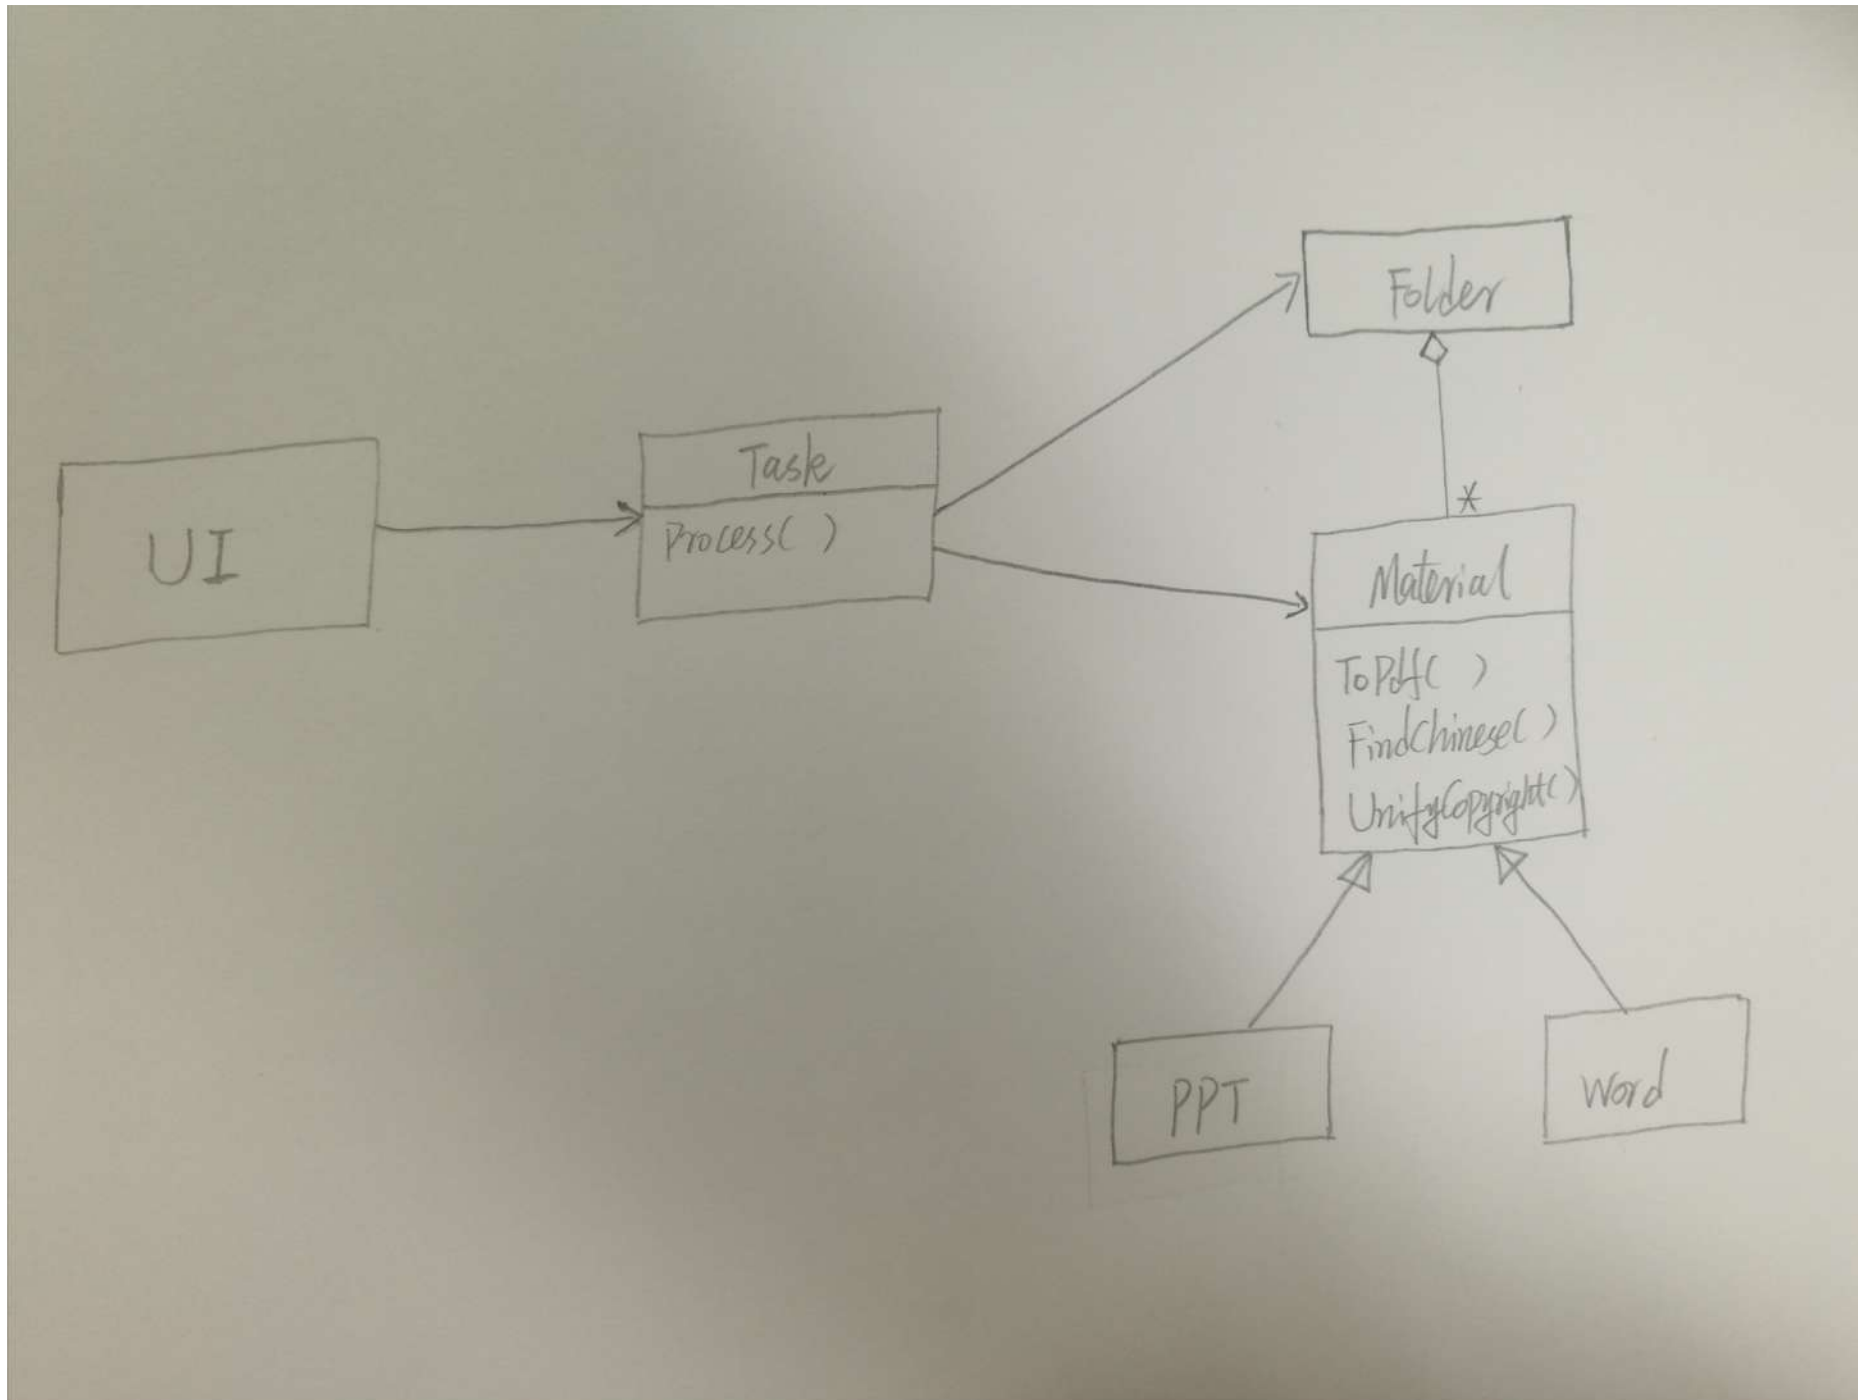 Folder
*
Task
Process( )
UI
Material
ToPdf( )
FindChinese( )
UnifyCopyright( )
PPT
Word